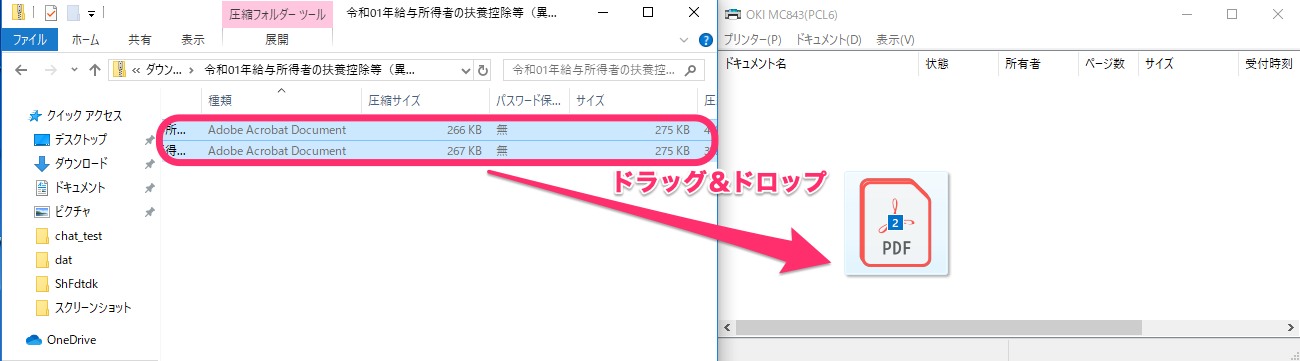 圧縮フォルダー ツール
令和01年給与所得者の扶養控除等（異...
ファイル
ホーム
共有
表示
展開
« ダウン...
令和01年給与所得者の扶養控除等（異...
令和01年給与所得者の扶養控...
種類
圧縮サイズ
パスワード保...
サイズ
圧
所... Adobe Acrobat Document 266 KB 無 275 KB
得... Adobe Acrobat Document 267 KB 無 275 KB
クイック アクセス
デスクトップ
ダウンロード
ドキュメント
ピクチャ
chat_test
dat
ShFdtdk
スクリーンショット
OneDrive
ドラッグ&ドロップ
OKI MC843(PCL6)
プリンター(P) ドキュメント(D) 表示(V)
ドキュメント名 状態 所有者 ページ数 サイズ 受付時刻
2
PDF